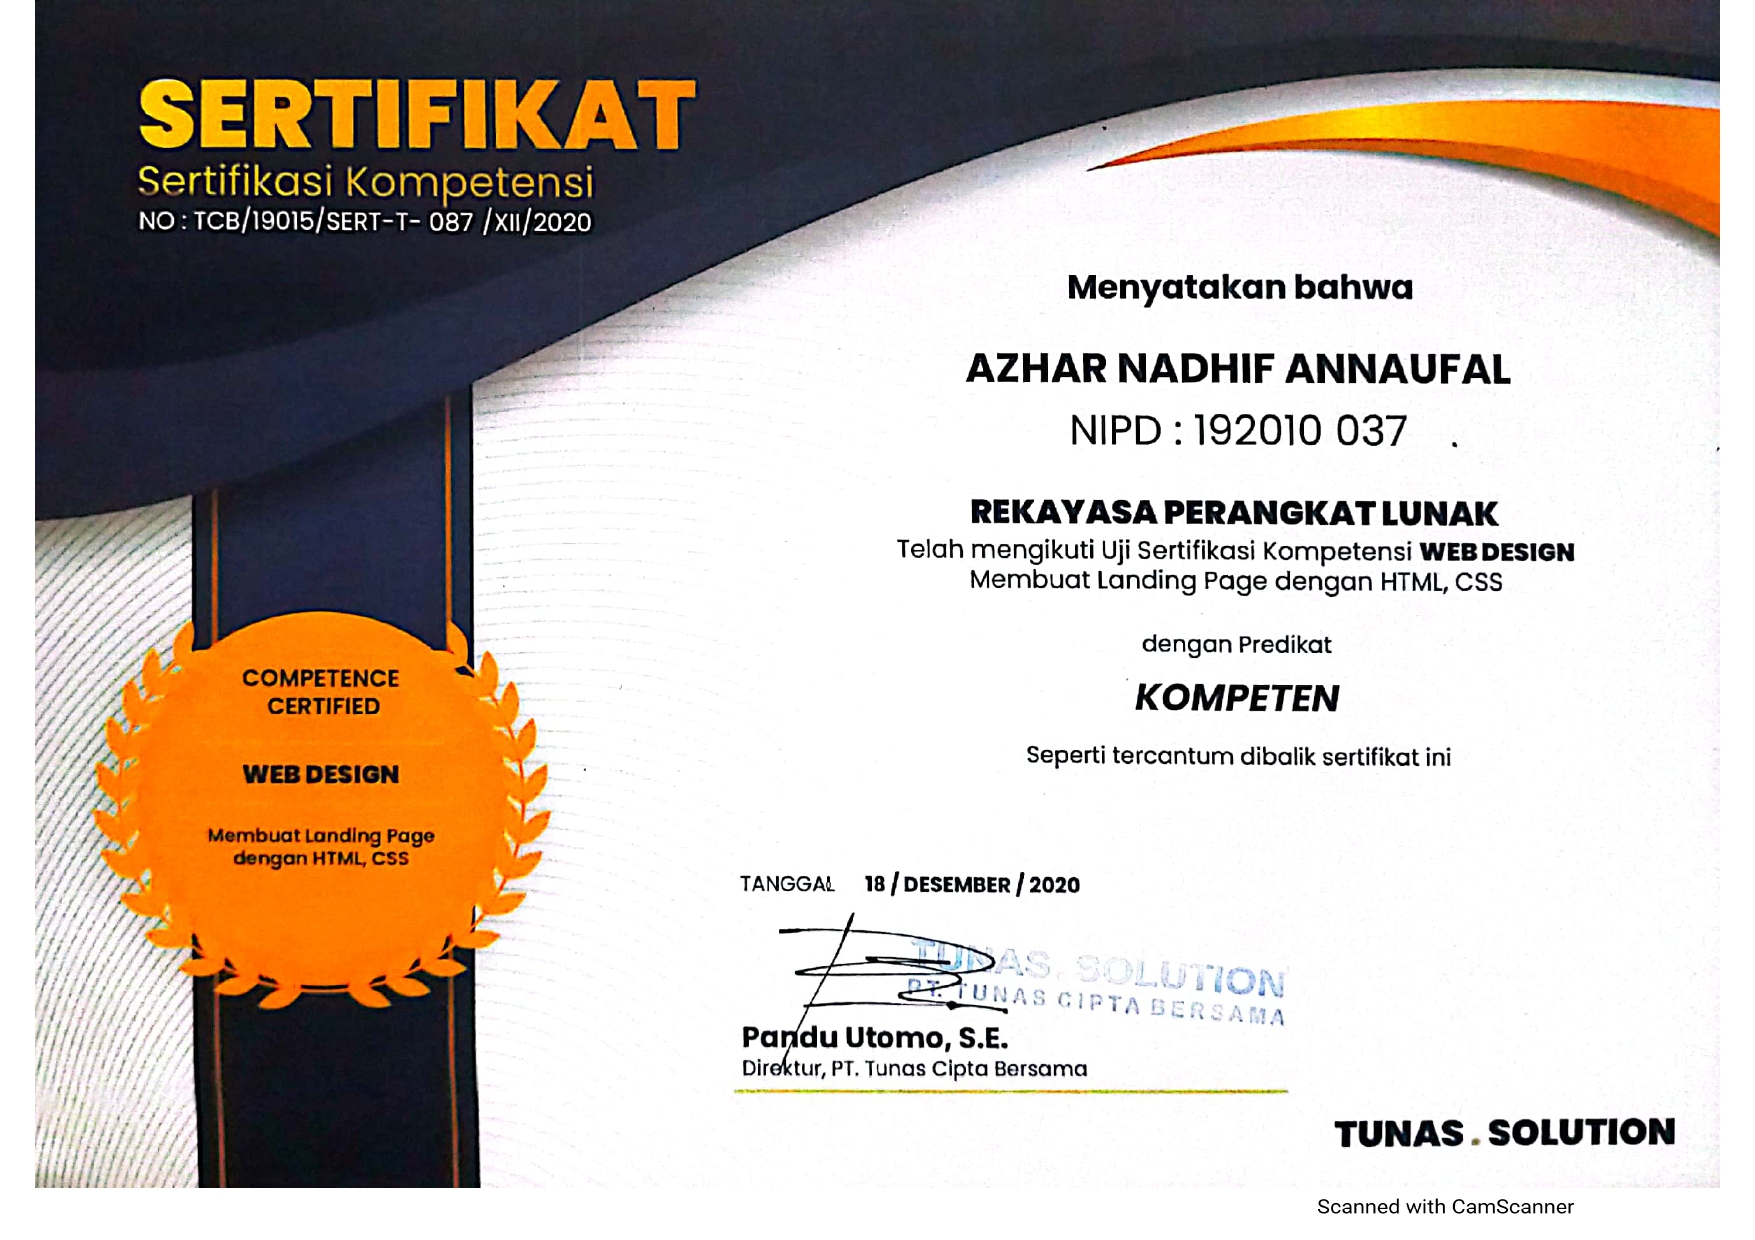 SERTIFIKAT
Sertifikasi Kompetensi
NO : TCB/19015/SERT-T- 087 /XII/2020
Menyatakan bahwa
AZHAR NADHIF ANNAUFAL
NIPD : 192010 037
REKAYASA PERANGKAT LUNAK
Telah mengikuti Uji Sertifikasi Kompetensi WEB DESIGN
Membuat Landing Page dengan HTML, CSS
dengan Predikat
KOMPETEN
Seperti tercantum dibalik sertifikat ini
COMPETENCE
CERTIFIED
WEB DESIGN
Membuat Landing Page
dengan HTML, CSS
TANGGAL 18 / DESEMBER / 2020
TUNAS . SOLUTION
PT. TUNAS CIPTA BERSAMA
Pandu Utomo, S.E.
Direktur, PT. Tunas Cipta Bersama
TUNAS . SOLUTION
Scanned with CamScanner